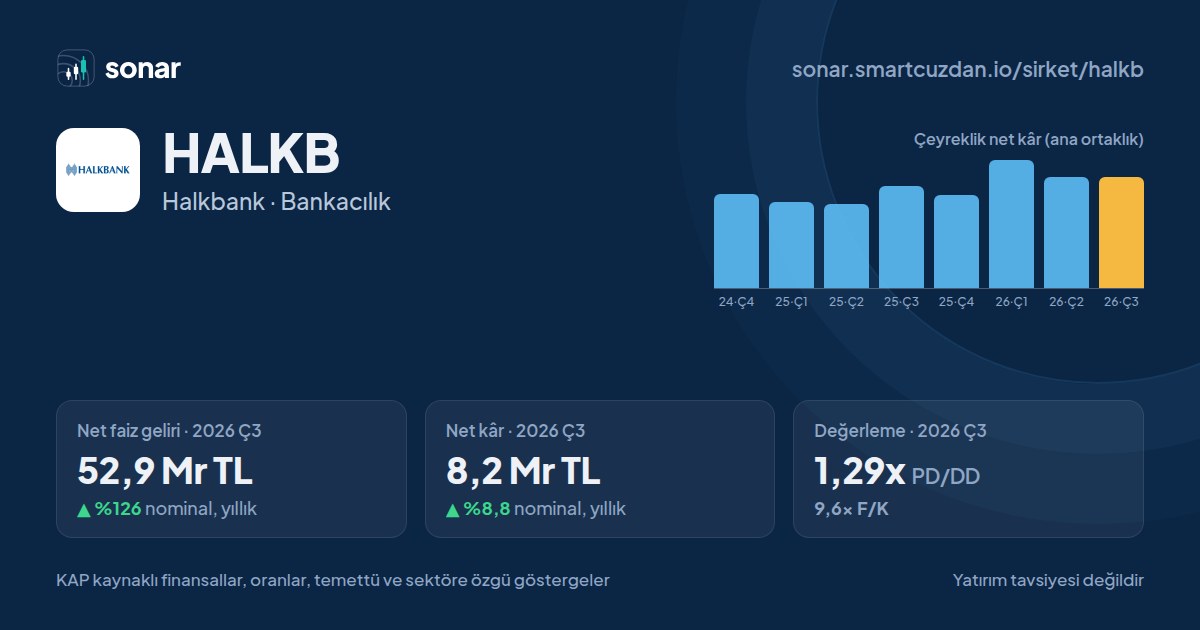 sonar
sonar.smartcuzdan.io/sirket/halkb
HALKBANK
HALKB
Halkbank · Bankacılık
Çeyreklik net kâr (ana ortaklık)
24·Ç4 25·Ç1 25·Ç2 25·Ç3 25·Ç4 26·Ç1 26·Ç2 26·Ç3
Net faiz geliri · 2026 Ç3
52,9 Mr TL
▲ %126 nominal, yıllık
Net kâr · 2026 Ç3
8,2 Mr TL
▲ %8,8 nominal, yıllık
Değerleme · 2026 Ç3
1,29x PD/DD
9,6x F/K
KAP kaynaklı finansallar, oranlar, temettü ve sektöre özgü göstergeler
Yatırım tavsiyesi değildir